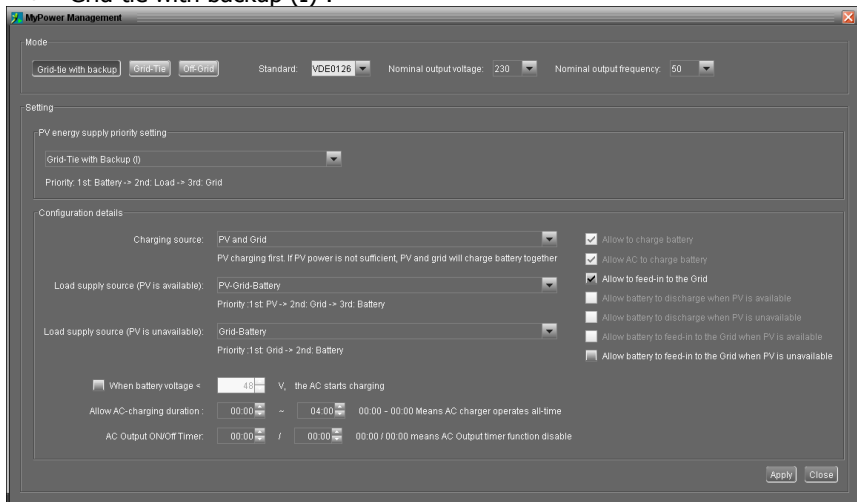 Grid-tie with backup (I) :
MyPower Management
Mode
Grid-tie with backup Grid-Tie Off-Grid Standard: VDE0126 Nominal output voltage: 230 Nominal output frequency: 50
Setting
PV energy supply priority setting
Grid-Tie with Backup (I)
Priority: 1st: Battery -> 2nd: Load -> 3rd: Grid
Configuration details
Charging source: PV and Grid
PV charging first. If PV power is not sufficient, PV and grid will charge battery together
Load supply source (PV is available): PV-Grid-Battery
Priority :1st: PV -> 2nd: Grid -> 3rd: Battery
Load supply source (PV is unavailable): Grid-Battery
Priority :1st: Grid -> 2nd: Battery
Allow to charge battery
Allow AC to charge battery
Allow to feed-in to the Grid
Allow battery to discharge when PV is available
Allow battery to discharge when PV is unavailable
Allow battery to feed-in to the Grid when PV is available
Allow battery to feed-in to the Grid when PV is unavailable
When battery voltage < 48 V, the AC starts charging
Allow AC-charging duration : 00:00 ~ 04:00 00:00 - 00:00 Means AC charger operates all-time
AC Output ON/Off Timer: 00:00 / 00:00 00:00 / 00:00 means AC Output timer function disable
Apply Close